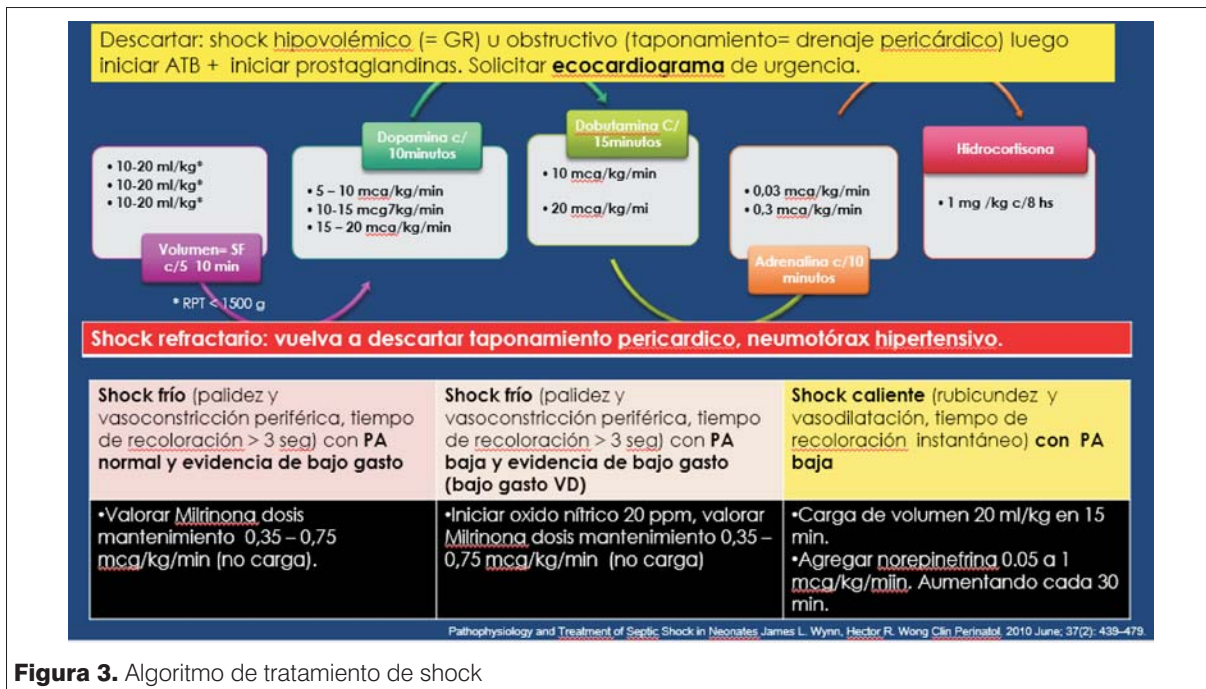 Descartar: shock hipovolémico (= GR) u obstructivo (taponamiento= drenaje pericárdico) luego
iniciar ATB + iniciar prostaglandinas. Solicitar ecocardiograma de urgencia.
• 10-20 ml/kg*
• 10-20 ml/kg*
• 10-20 ml/kg*
Volumen= SF
c/5 10 min
* RPT < 1500 g
Dopamina c/
10minutos
• 5 – 10 mcg/kg/min
• 10-15 mcg7kg/min
• 15 – 20 mcg/kg/min
Dobutamina C/
15minutos
• 10 mcg/kg/min
• 20 mcg/kg/mi
• 0,03 mcg/kg/min
• 0,3 mcg/kg/min
Adrenalina c/10
minutos
Hidrocortisona
• 1 mg /kg c/8 hs
Shock refractario: vuelva a descartar taponamiento pericardico, neumotórax hipertensivo.
Shock frío (palidez y
vasoconstricción periférica, tiempo
de recoloración > 3 seg) con PA
normal y evidencia de bajo gasto
Shock frío (palidez y
vasoconstricción periférica, tiempo
de recoloración > 3 seg) con PA
baja y evidencia de bajo gasto
(bajo gasto VD)
Shock caliente (rubicundez y
vasodilatación, tiempo de
recoloración instantáneo) con PA
baja
•Valorar Milrinona dosis
mantenimiento 0,35 – 0,75
mcg/kg/min (no carga).
•Iniciar oxido nítrico 20 ppm, valorar
Milrinona dosis mantenimiento 0,35 –
0,75 mcg/kg/min (no carga)
•Carga de volumen 20 ml/kg en 15
min.
•Agregar norepinefrina 0.05 a 1
mcg/kg/miin. Aumentando cada 30
min.
Pathophysiology and Treatment of Septic Shock in Neonates James L. Wynn, Hector R. Wong Clin Perinatol. 2010 June; 37(2): 439–479.
Figura 3. Algoritmo de tratamiento de shock